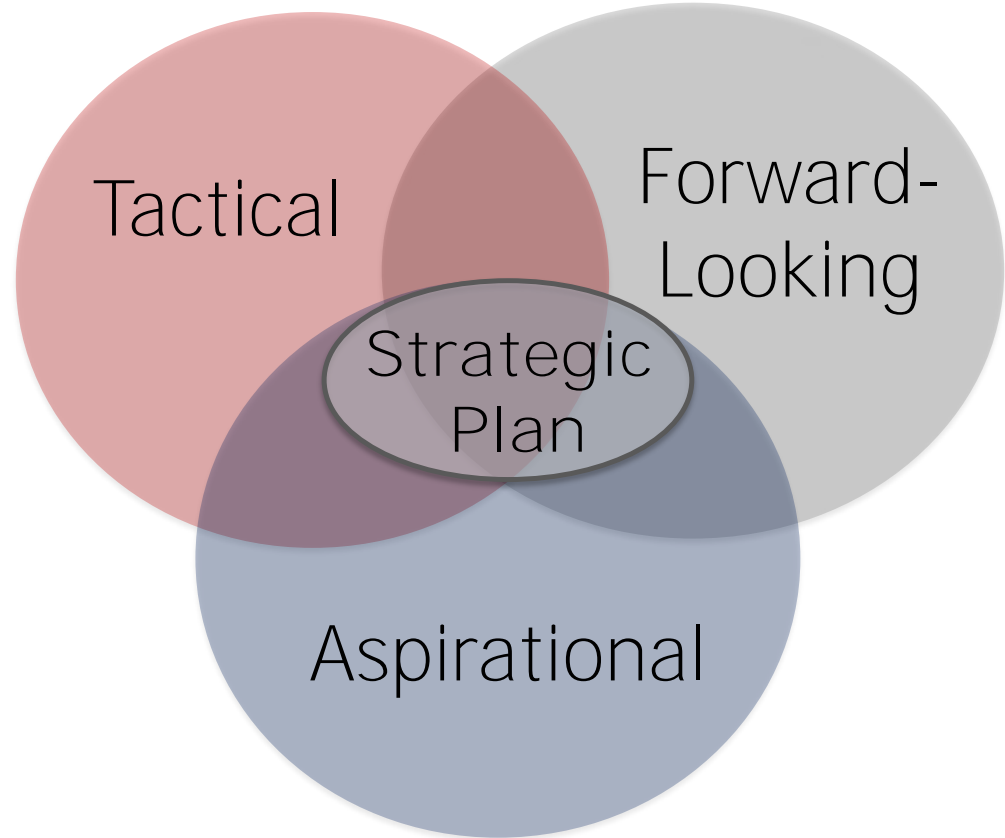 Tactical
Forward-
Looking
Strategic
Plan
Aspirational